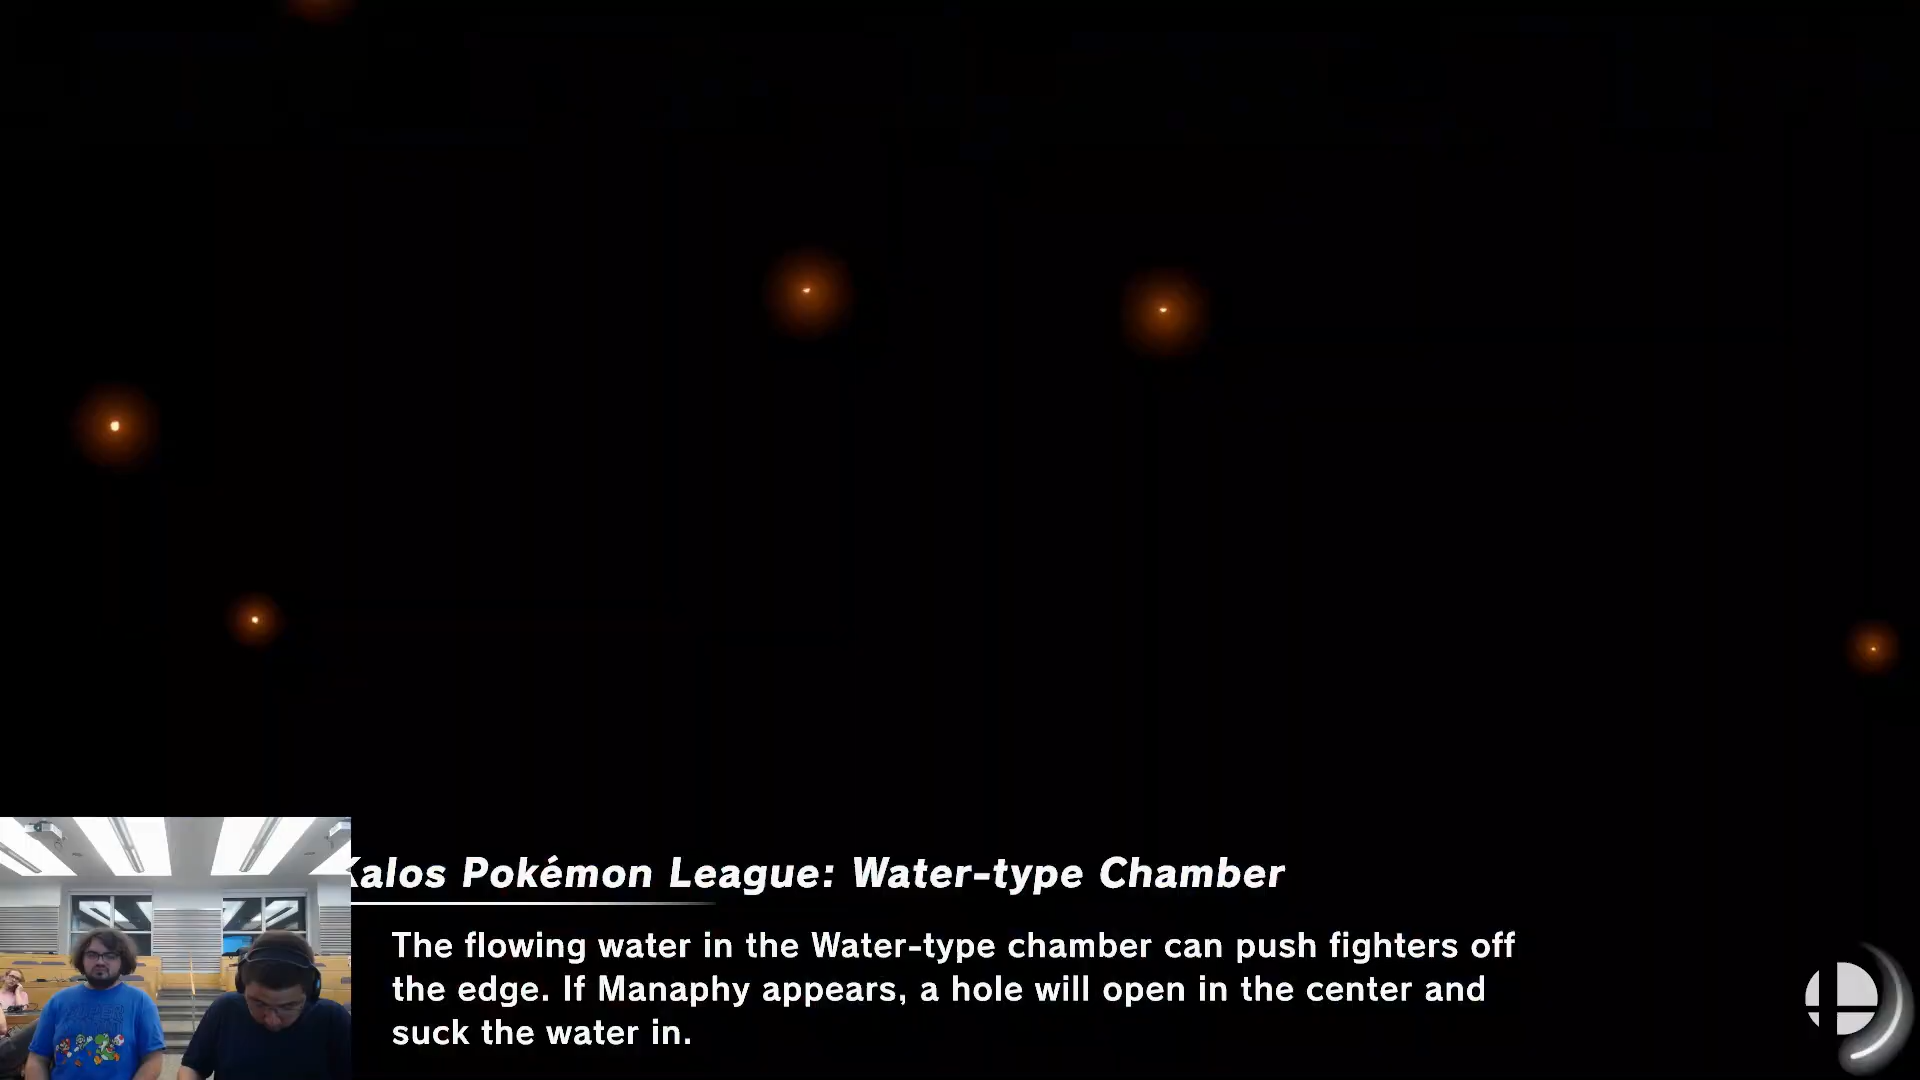 Kalos Pokémon League: Water-type Chamber
The flowing water in the Water-type chamber can push fighters off
the edge. If Manaphy appears, a hole will open in the center and
suck the water in.